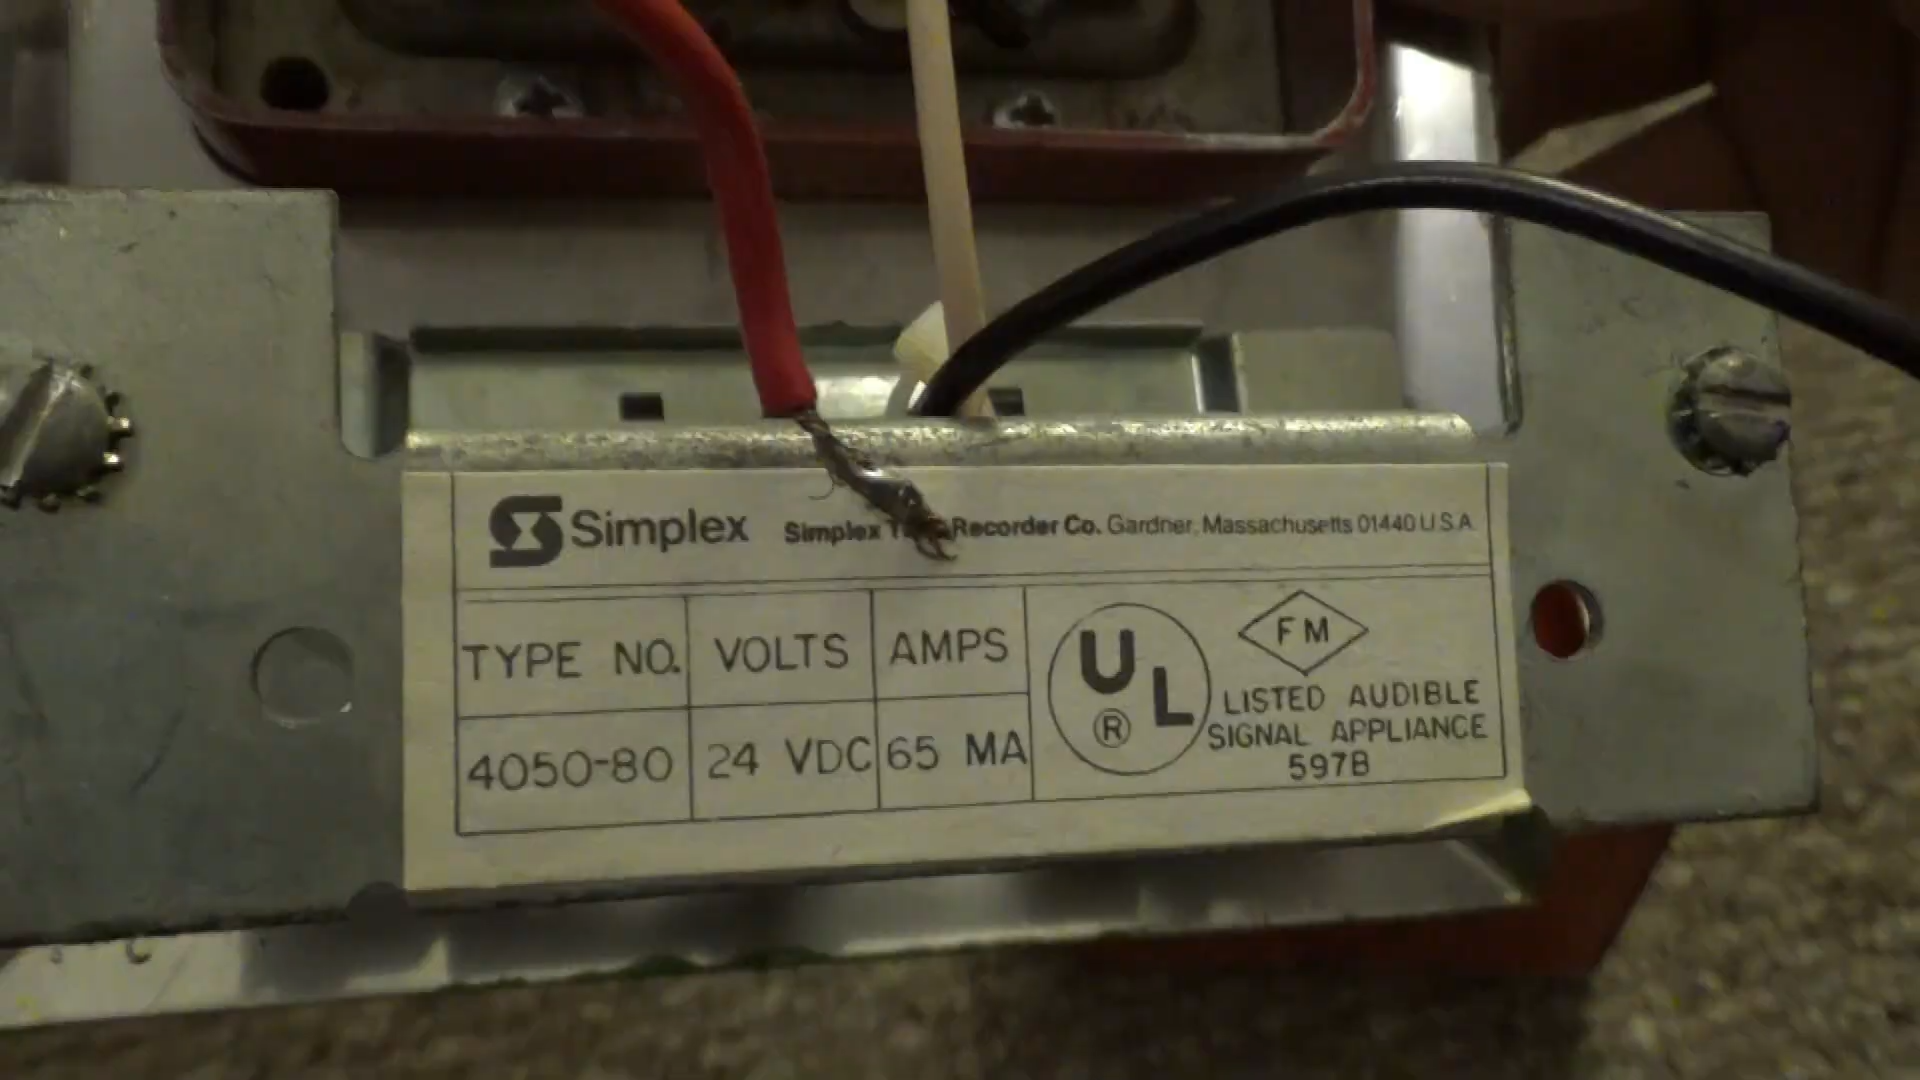 Simplex Simplex Recorder Co. Gardner, Massachusetts 01440 U.S.A.
TYPE NO. VOLTS AMPS
4050-80 24 VDC 65 MA
UL ®
FM
LISTED AUDIBLE
SIGNAL APPLIANCE
597B